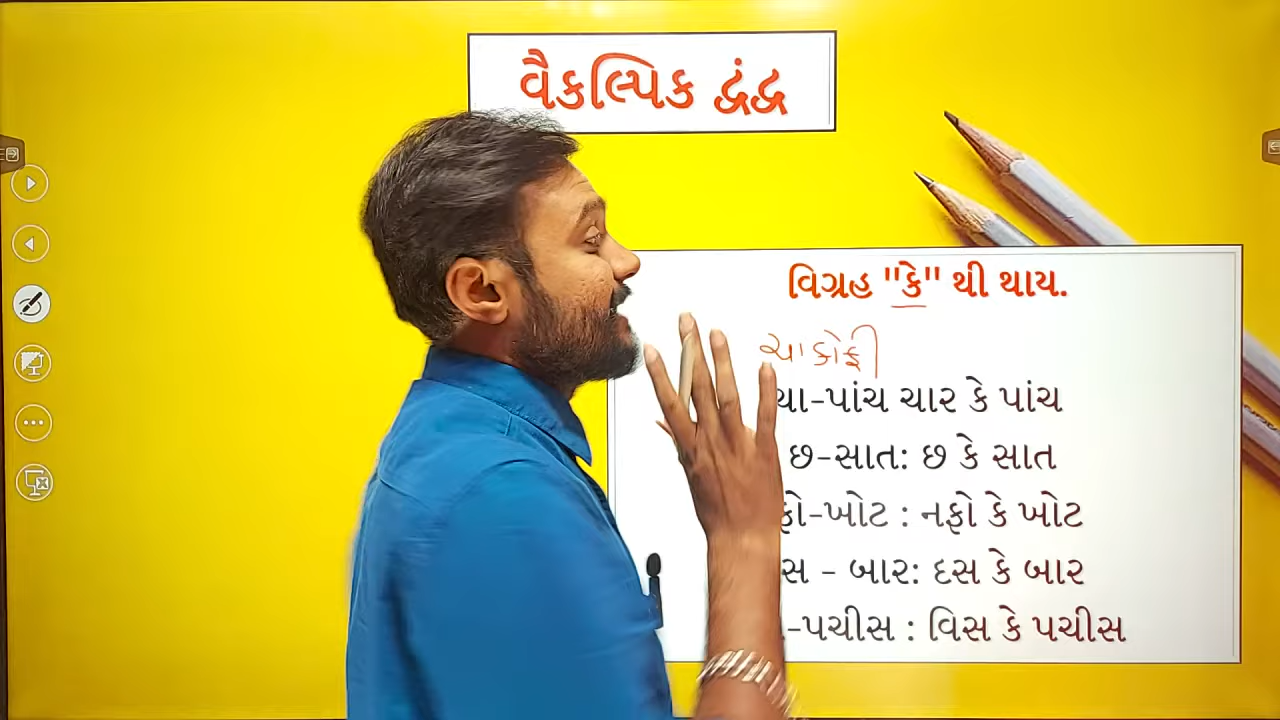 વૈકલ્પિક દ્વંદ્વ
વિગ્રહ "કે" થી થાય.
ચા કોફી
પાંચ ચાર કે પાંચ
છ-સાત: છ કે સાત
ખોટ : નફો કે ખોટ
- બાર: દસ કે બાર
-પચીસ : વિસ કે પચીસ